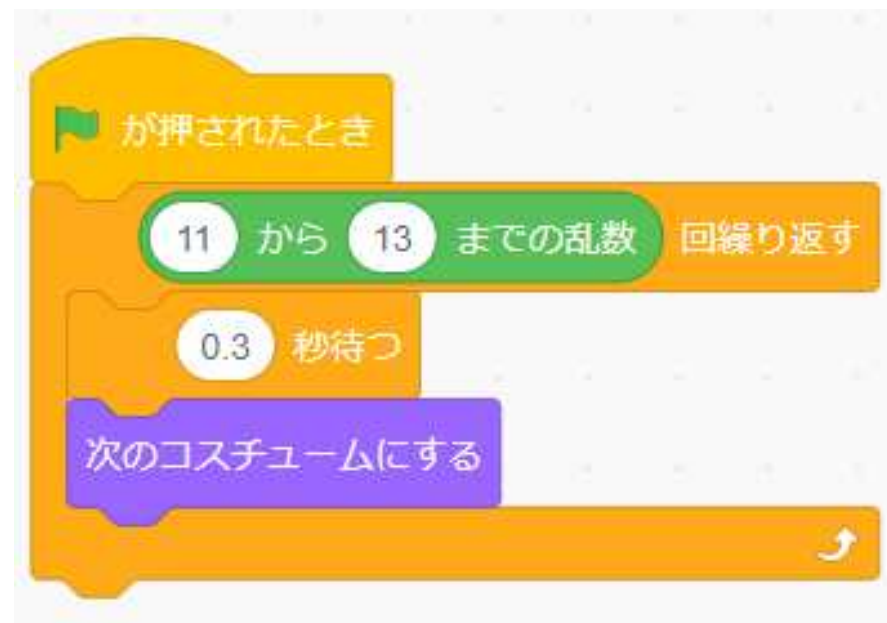 が押されたとき
11 から 13 までの乱数 回繰り返す
0.3 秒待つ
次のコスチュームにする